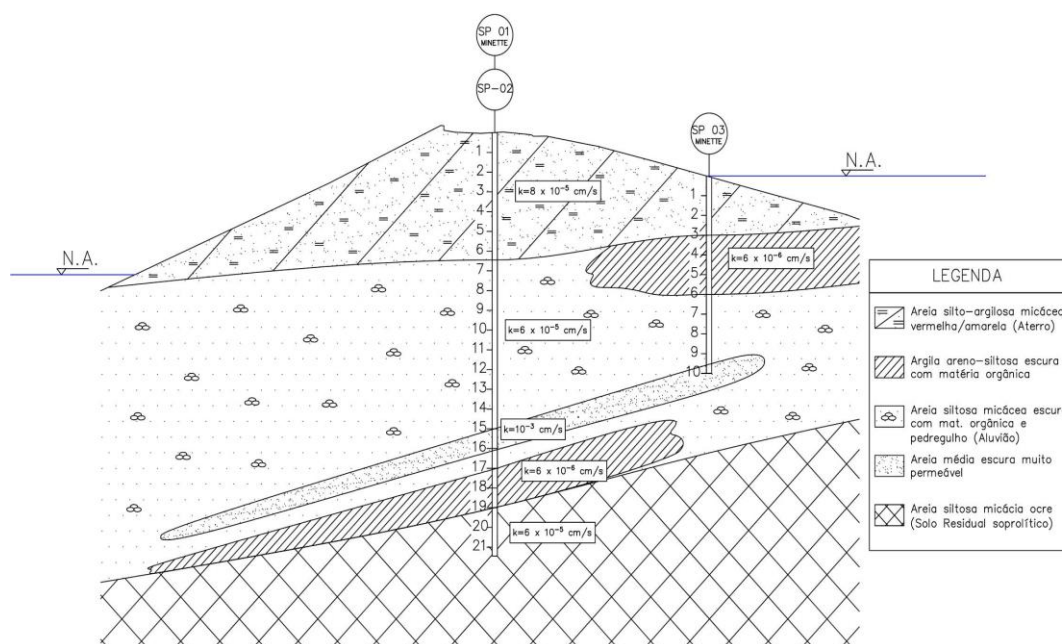 SP 01
MINETTE
SP-02
SP 03
MINETTE
N.A.
N.A.
1
2
3
4
5
6
7
8
9
10
11
12
13
14
15
16
17
18
19
20
21
1
2
3
4
5
6
7
8
9
10
k=8 x 10⁻⁵ cm/s
k=6 x 10⁻⁶ cm/s
k=6 x 10⁻⁵ cm/s
k=10⁻³ cm/s
k=6 x 10⁻⁶ cm/s
k=6 x 10⁻⁵ cm/s
LEGENDA
Areia silto-argilosa micácea
vermelha/amarela (Aterro)
Argila areno-siltosa escura
com matéria orgânica
Areia siltosa micácea escur
com mat. orgânica e
pedregulho (Aluvião)
Areia média escura muito
permeável
Areia siltosa micácia ocre
(Solo Residual soprolítico)